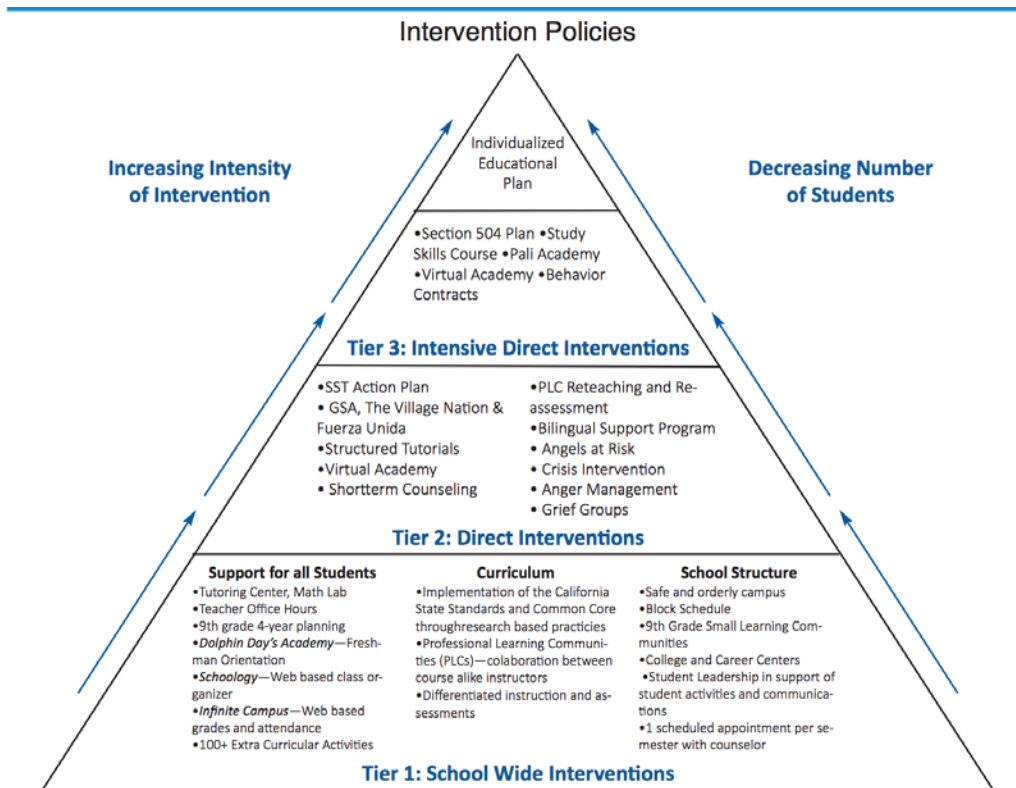 Intervention Policies
Increasing Intensity
of Intervention
Decreasing Number
of Students
Individualized
Educational
Plan
•Section 504 Plan •Study
Skills Course •Pali Academy
•Virtual Academy •Behavior
Contracts
Tier 3: Intensive Direct Interventions
•SST Action Plan
• GSA, The Village Nation &
Fuerza Unida
•Structured Tutorials
•Virtual Academy
• Shortterm Counseling
•PLC Reteaching and Re-
assessment
•Bilingual Support Program
• Angels at Risk
• Crisis Intervention
• Anger Management
• Grief Groups
Tier 2: Direct Interventions
Support for all Students
•Tutoring Center, Math Lab
•Teacher Office Hours
•9th grade 4-year planning
•Dolphin Day's Academy—Fresh-
man Orientation
•Schoology—Web based class or-
ganizer
•Infinite Campus—Web based
grades and attendance
•100+ Extra Curricular Activities
Curriculum
•Implementation of the California
State Standards and Common Core
throughresearch based practicies
•Professional Learning Communi-
ties (PLCs)—colaboration between
course alike instructors
•Differentiated instruction and as-
sessments
School Structure
•Safe and orderly campus
•Block Schedule
•9th Grade Small Learning Com-
munities
•College and Career Centers
•Student Leadership in support of
student activities and communica-
tions
•1 scheduled appointment per se-
mester with counselor
Tier 1: School Wide Interventions